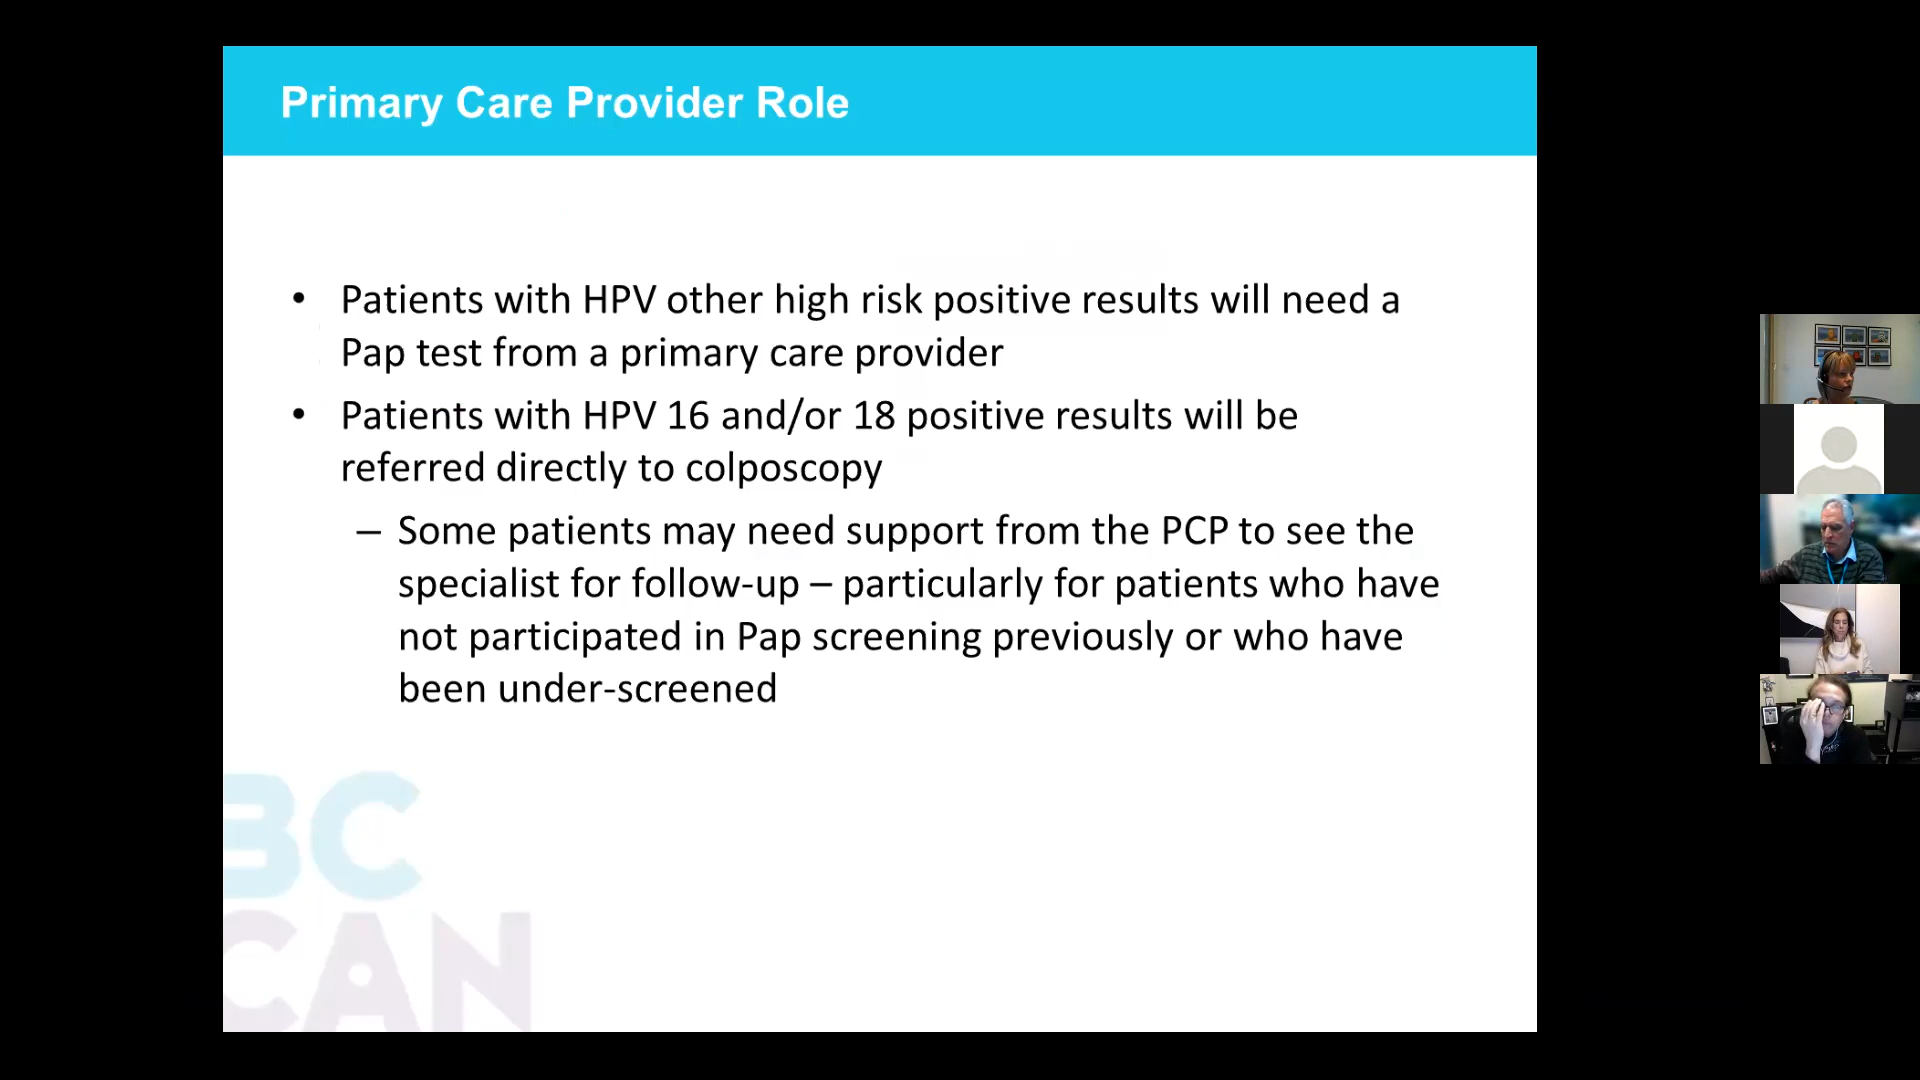 Primary Care Provider Role
• Patients with HPV other high risk positive results will need a
Pap test from a primary care provider
• Patients with HPV 16 and/or 18 positive results will be
referred directly to colposcopy
– Some patients may need support from the PCP to see the
specialist for follow-up – particularly for patients who have
not participated in Pap screening previously or who have
been under-screened
BC
CAN